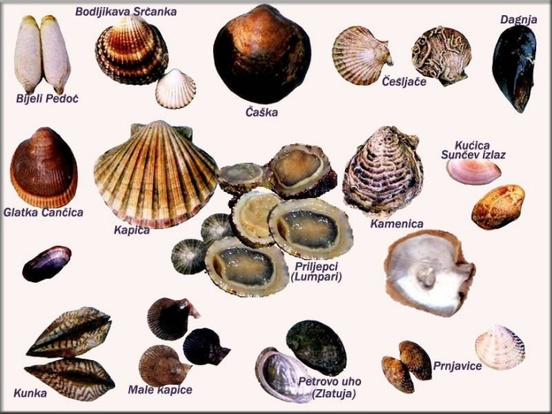 Bodljikava Srčanka
Dagnja
Bijeli Pedoč
Čaška
Češljače
Kućica
Sunčev izlaz
Glatka Čančica
Kapica
Kamenica
Priljepci
(Lumpari)
Kunka
Male kapice
Petrovo uho
(Zlatuja)
Prnjavice